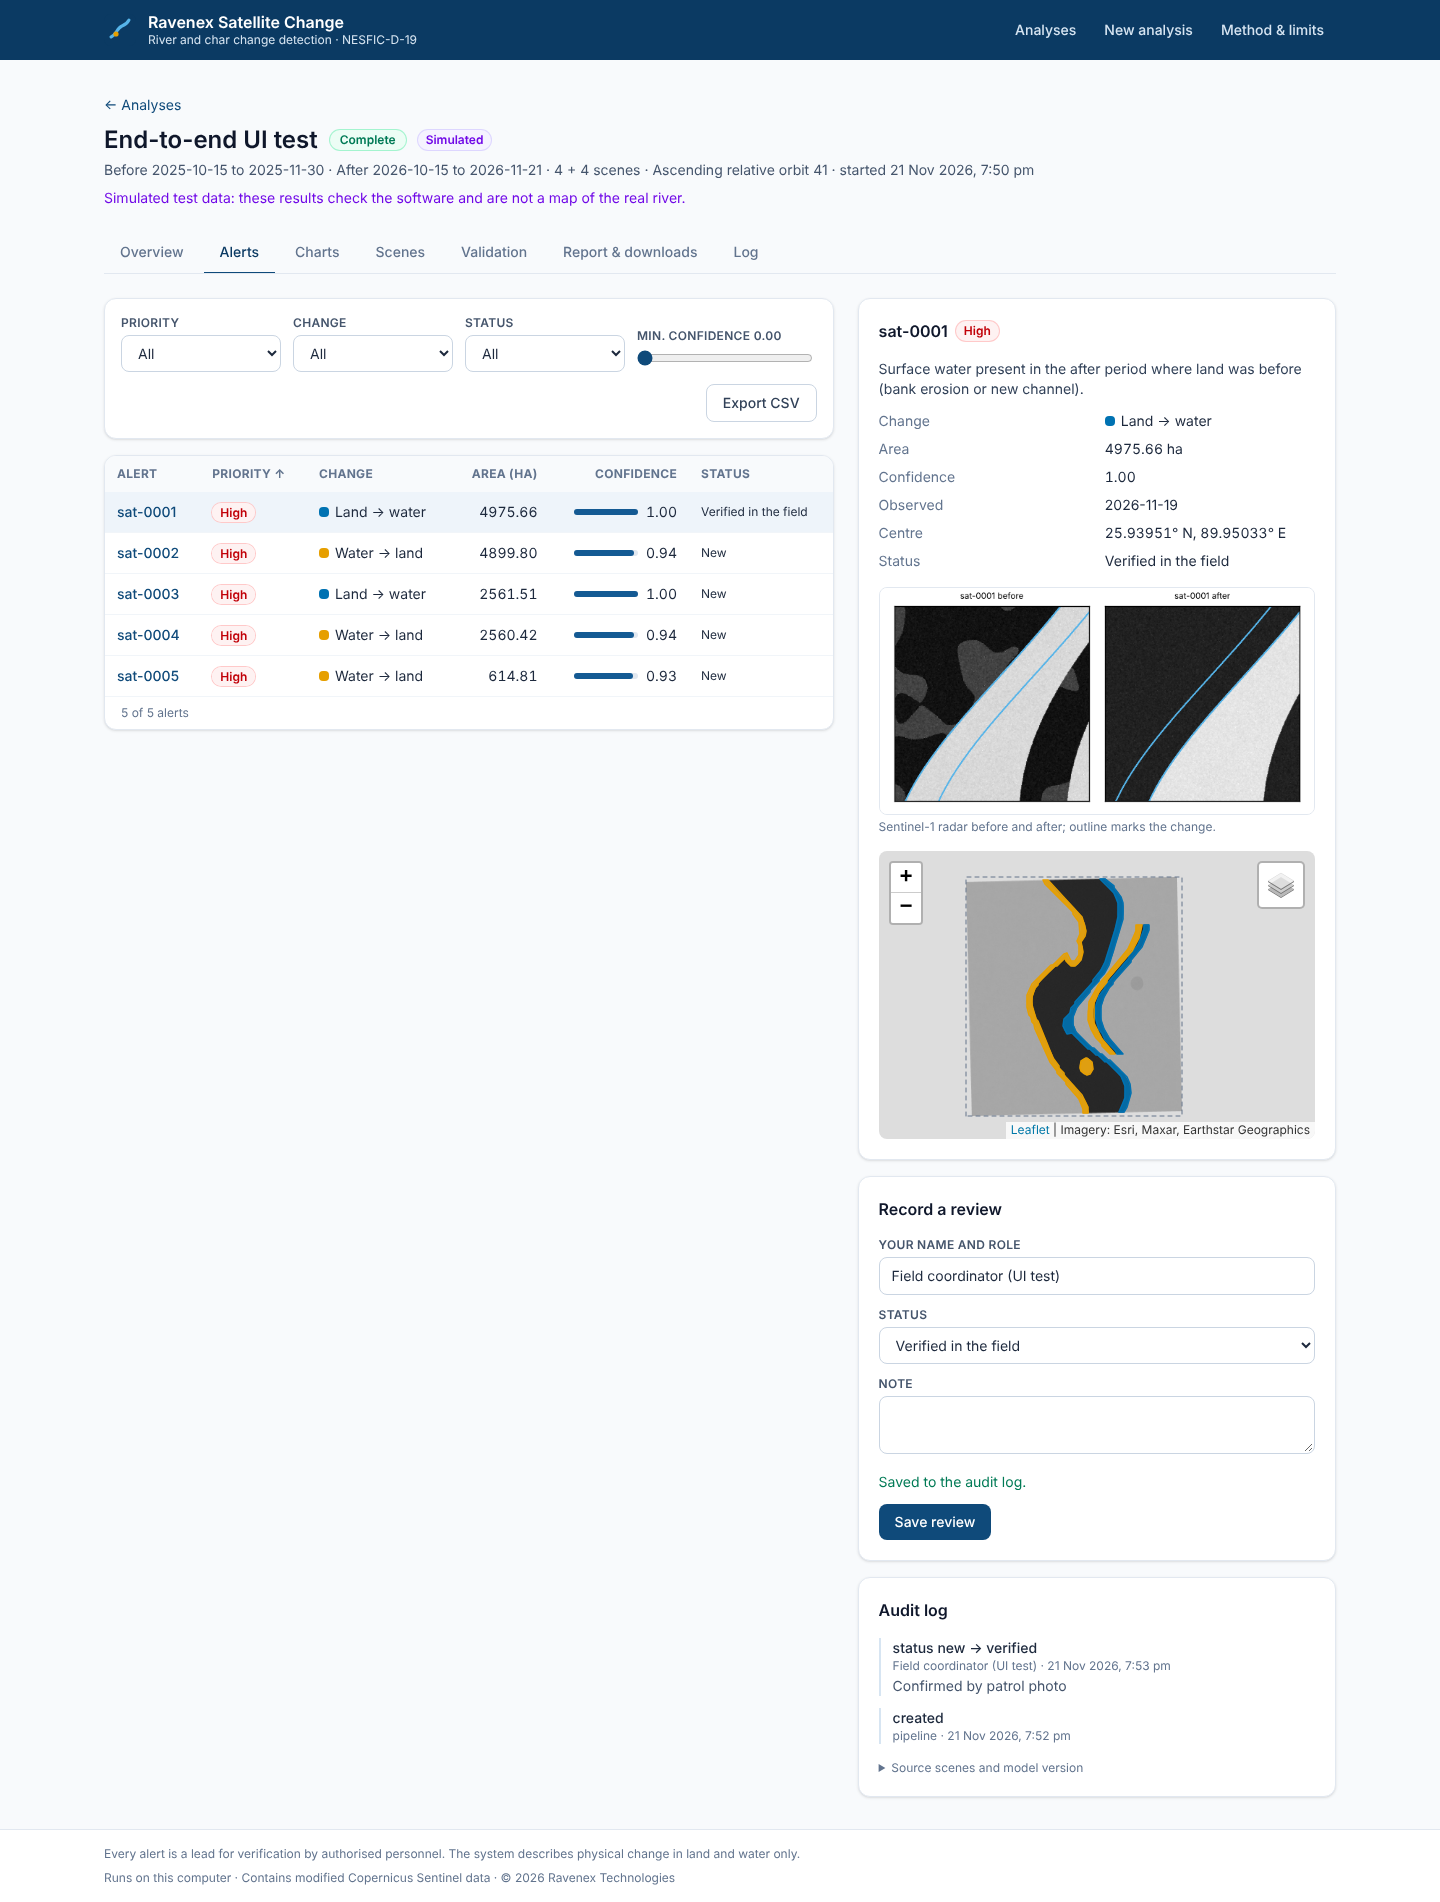 Ravenex Satellite Change
River and char change detection · NESFIC-D-19
Analyses
New analysis
Method & limits
← Analyses
End-to-end UI test
Complete
Simulated
Before 2025-10-15 to 2025-11-30 · After 2026-10-15 to 2026-11-21 · 4 + 4 scenes · Ascending relative orbit 41 · started 21 Nov 2026, 7:50 pm
Simulated test data: these results check the software and are not a map of the real river.
Overview
Alerts
Charts
Scenes
Validation
Report & downloads
Log
PRIORITY
All
CHANGE
All
STATUS
All
MIN. CONFIDENCE 0.00
Export CSV
ALERT PRIORITY ↑ CHANGE AREA (HA) CONFIDENCE STATUS
sat-0001 High Land → water 4975.66 1.00 Verified in the field
sat-0002 High Water → land 4899.80 0.94 New
sat-0003 High Land → water 2561.51 1.00 New
sat-0004 High Water → land 2560.42 0.94 New
sat-0005 High Water → land 614.81 0.93 New
5 of 5 alerts
sat-0001 High
Surface water present in the after period where land was before
(bank erosion or new channel).
Change Land → water
Area 4975.66 ha
Confidence 1.00
Observed 2026-11-19
Centre 25.93951° N, 89.95033° E
Status Verified in the field
sat-0001 before
sat-0001 after
Sentinel-1 radar before and after; outline marks the change.
+
−
Leaflet | Imagery: Esri, Maxar, Earthstar Geographics
Record a review
YOUR NAME AND ROLE
Field coordinator (UI test)
STATUS
Verified in the field
NOTE
Saved to the audit log.
Save review
Audit log
status new → verified
Field coordinator (UI test) · 21 Nov 2026, 7:53 pm
Confirmed by patrol photo
created
pipeline · 21 Nov 2026, 7:52 pm
▶ Source scenes and model version
Every alert is a lead for verification by authorised personnel. The system describes physical change in land and water only.
Runs on this computer · Contains modified Copernicus Sentinel data · © 2026 Ravenex Technologies